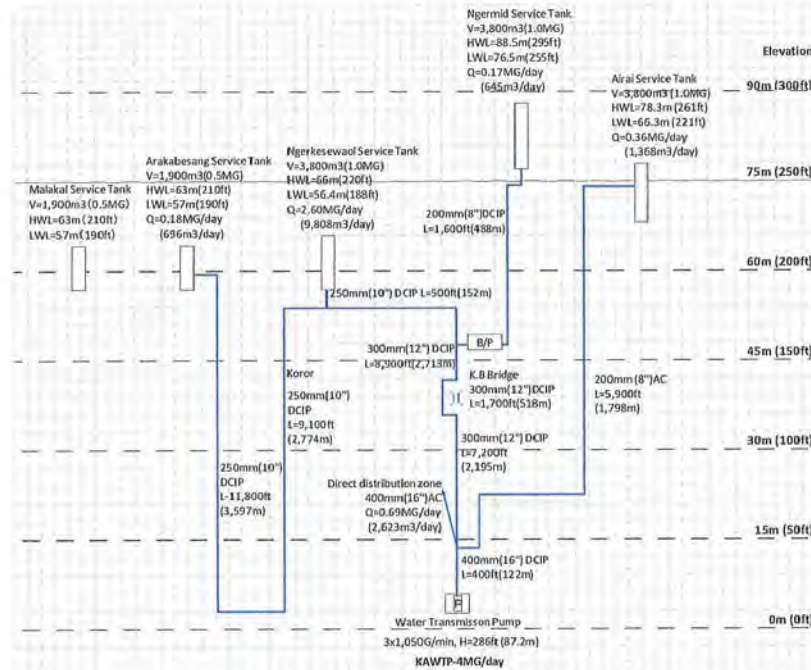 Ngermid Service Tank
V=3,800m3(1.0MG)
HWL=88.5m(295ft)
LWL=76.5m(255ft)
Q=0.17MG/day
(645m3/day)
Elevation
Airai Service Tank
V=3,800m3(1.0MG)
HWL=78.3m(261ft)
LWL=66.3m(221ft)
Q=0.36MG/day
(1,368m3/day)
90m (300ft)
Ngerkesewaol Service Tank
V=3,800m3(1.0MG)
HWL=66m(220ft)
LWL=56.4m(188ft)
Q=2,60MG/day
(9,808m3/day)
Arakabesang Service Tank
V=1,900m3(0.5MG)
HWL=63m(210ft)
LWL=57m(190ft)
Q=0.18MG/day
(696m3/day)
Malakal Service Tank
V=1,900m3(0.5MG)
HWL=63m(210ft)
LWL=57m(190ft)
75m (250ft)
200mm(8")DCIP
L=1,600ft(488m)
60m (200ft)
250mm(10") DCIP L=500ft(152m)
300mm(12") DCIP
L=8,900ft(2,713m)
B/P
45m (150ft)
Koror
250mm(10")
DCIP
L=9,100ft
(2,774m)
K.B Bridge
300mm(12")DCIP
L=1,700ft(518m)
200mm(8")AC
L=5,900ft
(1,798m)
300mm(12") DCIP
L=7,200ft
(2,195m)
30m (100ft)
250mm(10")
DCIP
L-11,800ft
(3,597m)
Direct distribution zone
400mm(16")AC
Q=0.69MG/day
(2,623m3/day)
15m (50ft)
400mm(16") DCIP
L=400ft(122m)
P
Water Transmisson Pump
0m (0ft)
3x1,050G/min, H=286ft (87.2m)
KAWTP-4MG/day